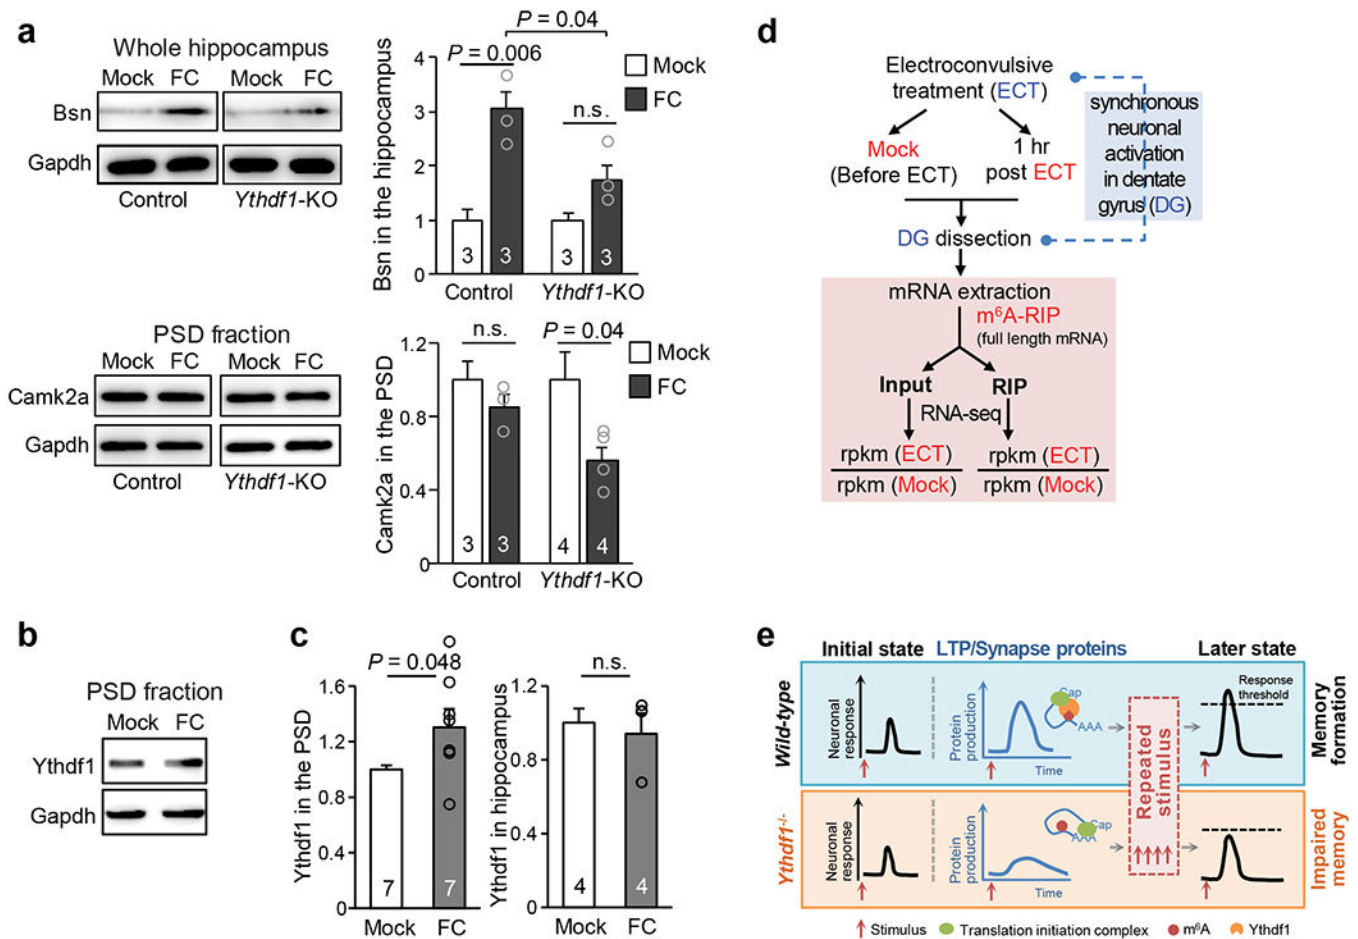 a
Whole hippocampus
Mock FC Mock FC
Bsn
Gapdh
Control Ythdf1-KO
P = 0.04
P = 0.006
n.s.
Mock
FC
Bsn in the hippocampus
4
3
2
1
0
3 3 3 3
Control Ythdf1-KO
PSD fraction
Mock FC Mock FC
Camk2a
Gapdh
Control Ythdf1-KO
n.s. P = 0.04
Mock
FC
Camk2a in the PSD
1.2
0.8
0.4
0
3 3 4 4
Control Ythdf1-KO
b
PSD fraction
Mock FC
Ythdf1
Gapdh
c
P = 0.048
Ythdf1 in the PSD
1.6
1.2
0.8
0.4
0
7 7
Mock FC
n.s.
Ythdf1 in hippocampus
1.2
0.8
0.4
0
4 4
Mock FC
d
Electroconvulsive
treatment (ECT)
Mock
(Before ECT)
1 hr
post ECT
synchronous
neuronal
activation
in dentate
gyrus (DG)
DG dissection
mRNA extraction
m⁶A-RIP
(full length mRNA)
Input RIP
RNA-seq
rpkm (ECT) rpkm (ECT)
rpkm (Mock) rpkm (Mock)
e
Initial state LTP/Synapse proteins Later state
Wild-type
Neuronal
response
Protein
production
Time
Cap
AAA
Repeated
stimulus
Response
threshold
Memory
formation
Ythdf1-/-
Neuronal
response
Protein
production
Time
Cap
AAA
Impaired
memory
Stimulus Translation initiation complex m⁶A Ythdf1